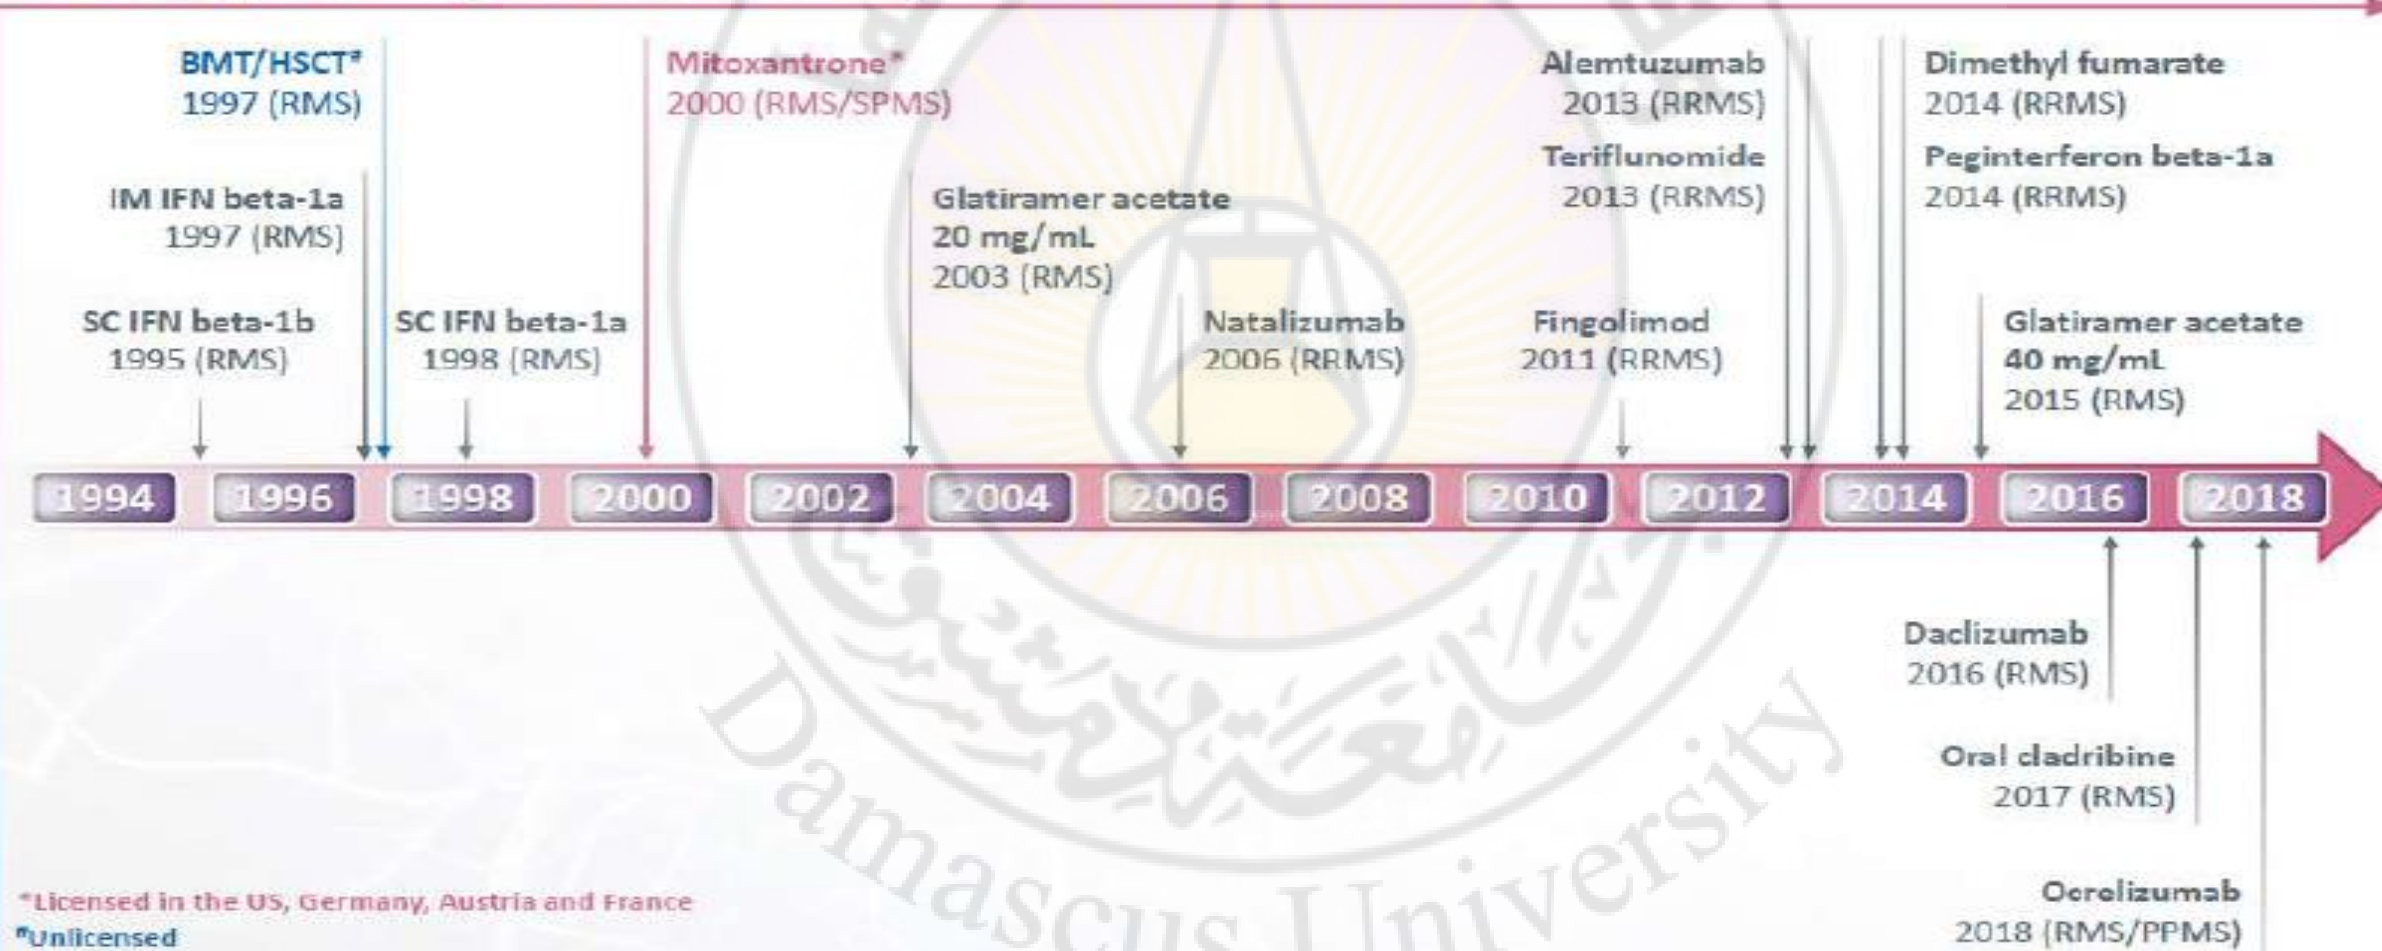 BMT/HSCT#
1997 (RMS)
Mitoxantrone*
2000 (RMS/SPMS)
Alemtuzumab
2013 (RRMS)
Dimethyl fumarate
2014 (RRMS)
Teriflunomide
2013 (RRMS)
Peginterferon beta-1a
2014 (RRMS)
IM IFN beta-1a
1997 (RMS)
Glatiramer acetate
20 mg/mL
2003 (RMS)
SC IFN beta-1b
1995 (RMS)
SC IFN beta-1a
1998 (RMS)
Natalizumab
2006 (RRMS)
Fingolimod
2011 (RRMS)
Glatiramer acetate
40 mg/mL
2015 (RMS)
1994 1996 1998 2000 2002 2004 2006 2008 2010 2012 2014 2016 2018
Daclizumab
2016 (RMS)
Oral cladribine
2017 (RMS)
Ocrelizumab
2018 (RMS/PPMS)
*Licensed in the US, Germany, Austria and France
#Unlicensed
جامعة دمشق
Damascus University